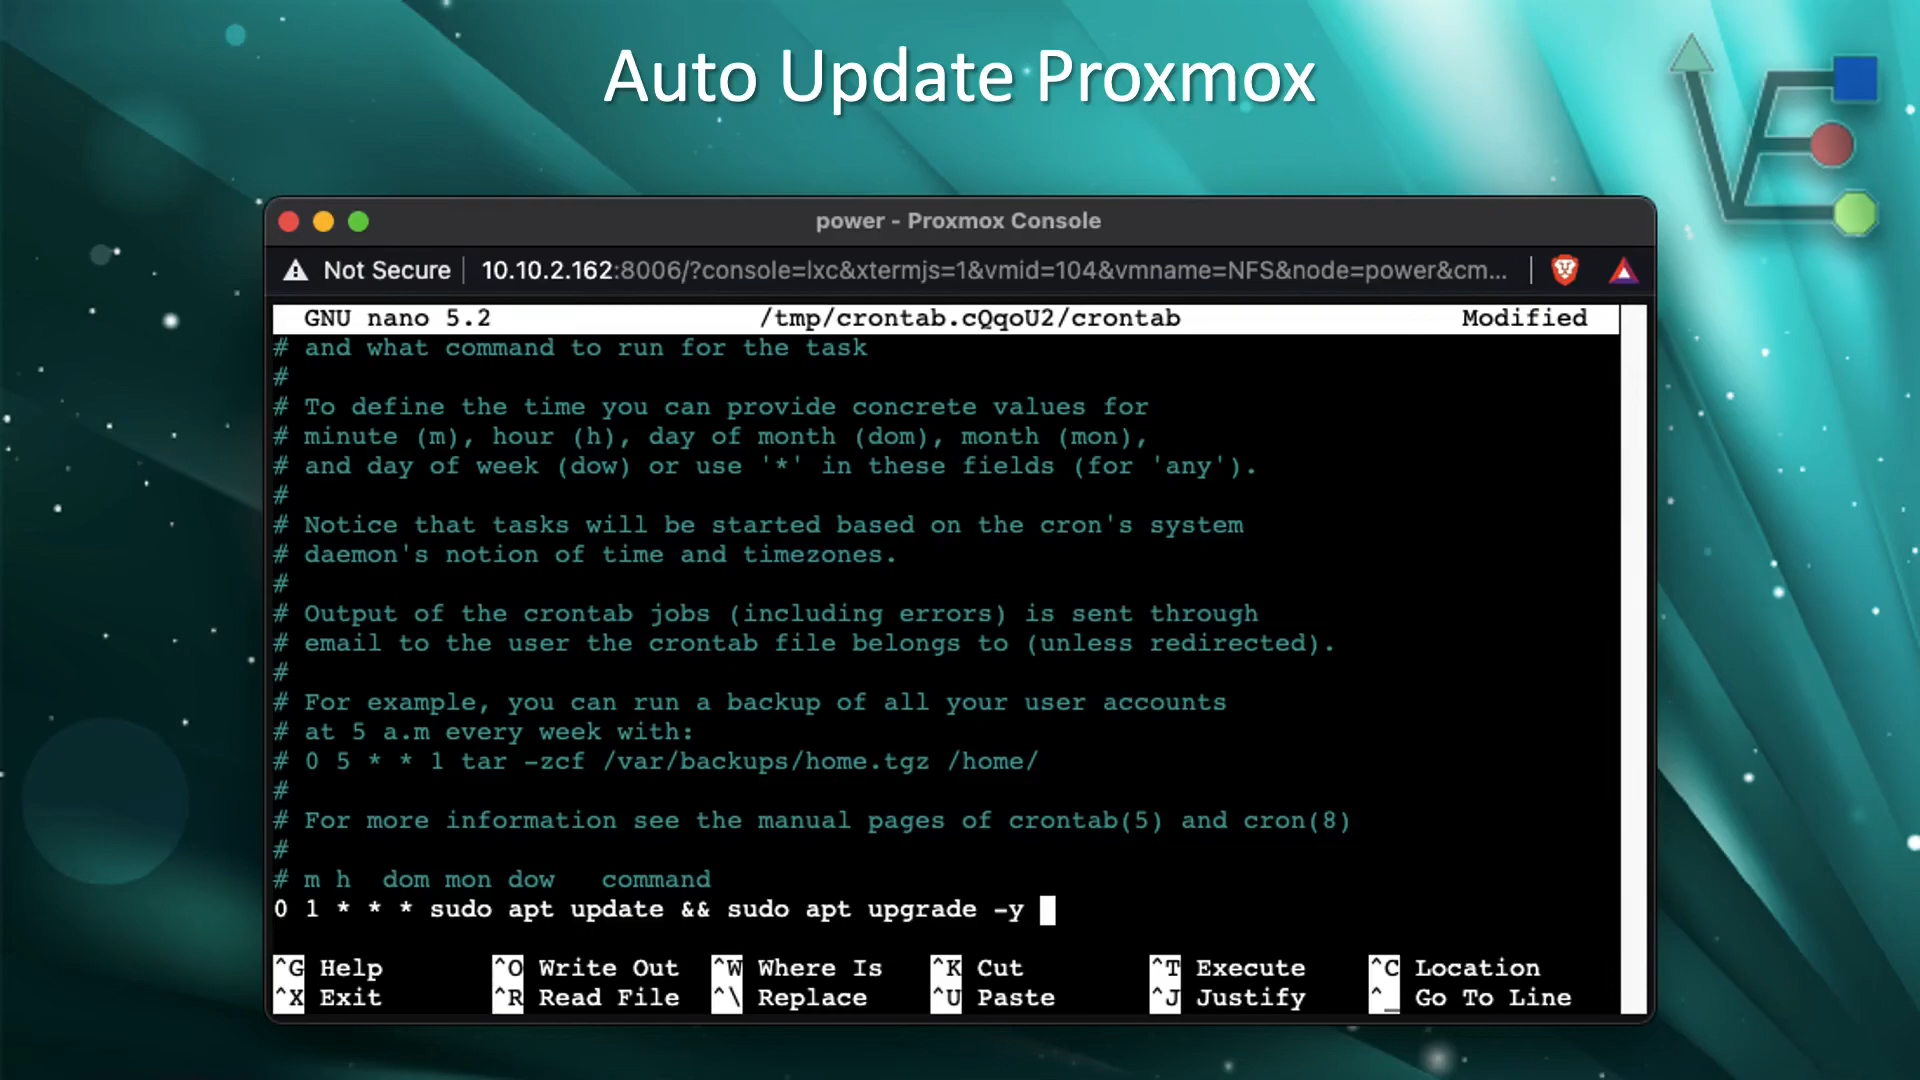 Auto Update Proxmox
power - Proxmox Console
Not Secure | 10.10.2.162:8006/?console=lxc&xtermjs=1&vmid=104&vmname=NFS&node=power&cm...
GNU nano 5.2 /tmp/crontab.cQqoU2/crontab Modified
# and what command to run for the task
#
# To define the time you can provide concrete values for
# minute (m), hour (h), day of month (dom), month (mon),
# and day of week (dow) or use '*' in these fields (for 'any').
#
# Notice that tasks will be started based on the cron's system
# daemon's notion of time and timezones.
#
# Output of the crontab jobs (including errors) is sent through
# email to the user the crontab file belongs to (unless redirected).
#
# For example, you can run a backup of all your user accounts
# at 5 a.m every week with:
# 0 5 * * 1 tar -zcf /var/backups/home.tgz /home/
#
# For more information see the manual pages of crontab(5) and cron(8)
#
# m h  dom mon dow   command
0 1 * * * sudo apt update && sudo apt upgrade -y
^G Help ^O Write Out ^W Where Is ^K Cut ^T Execute ^C Location
^X Exit ^R Read File ^\ Replace ^U Paste ^J Justify ^_ Go To Line